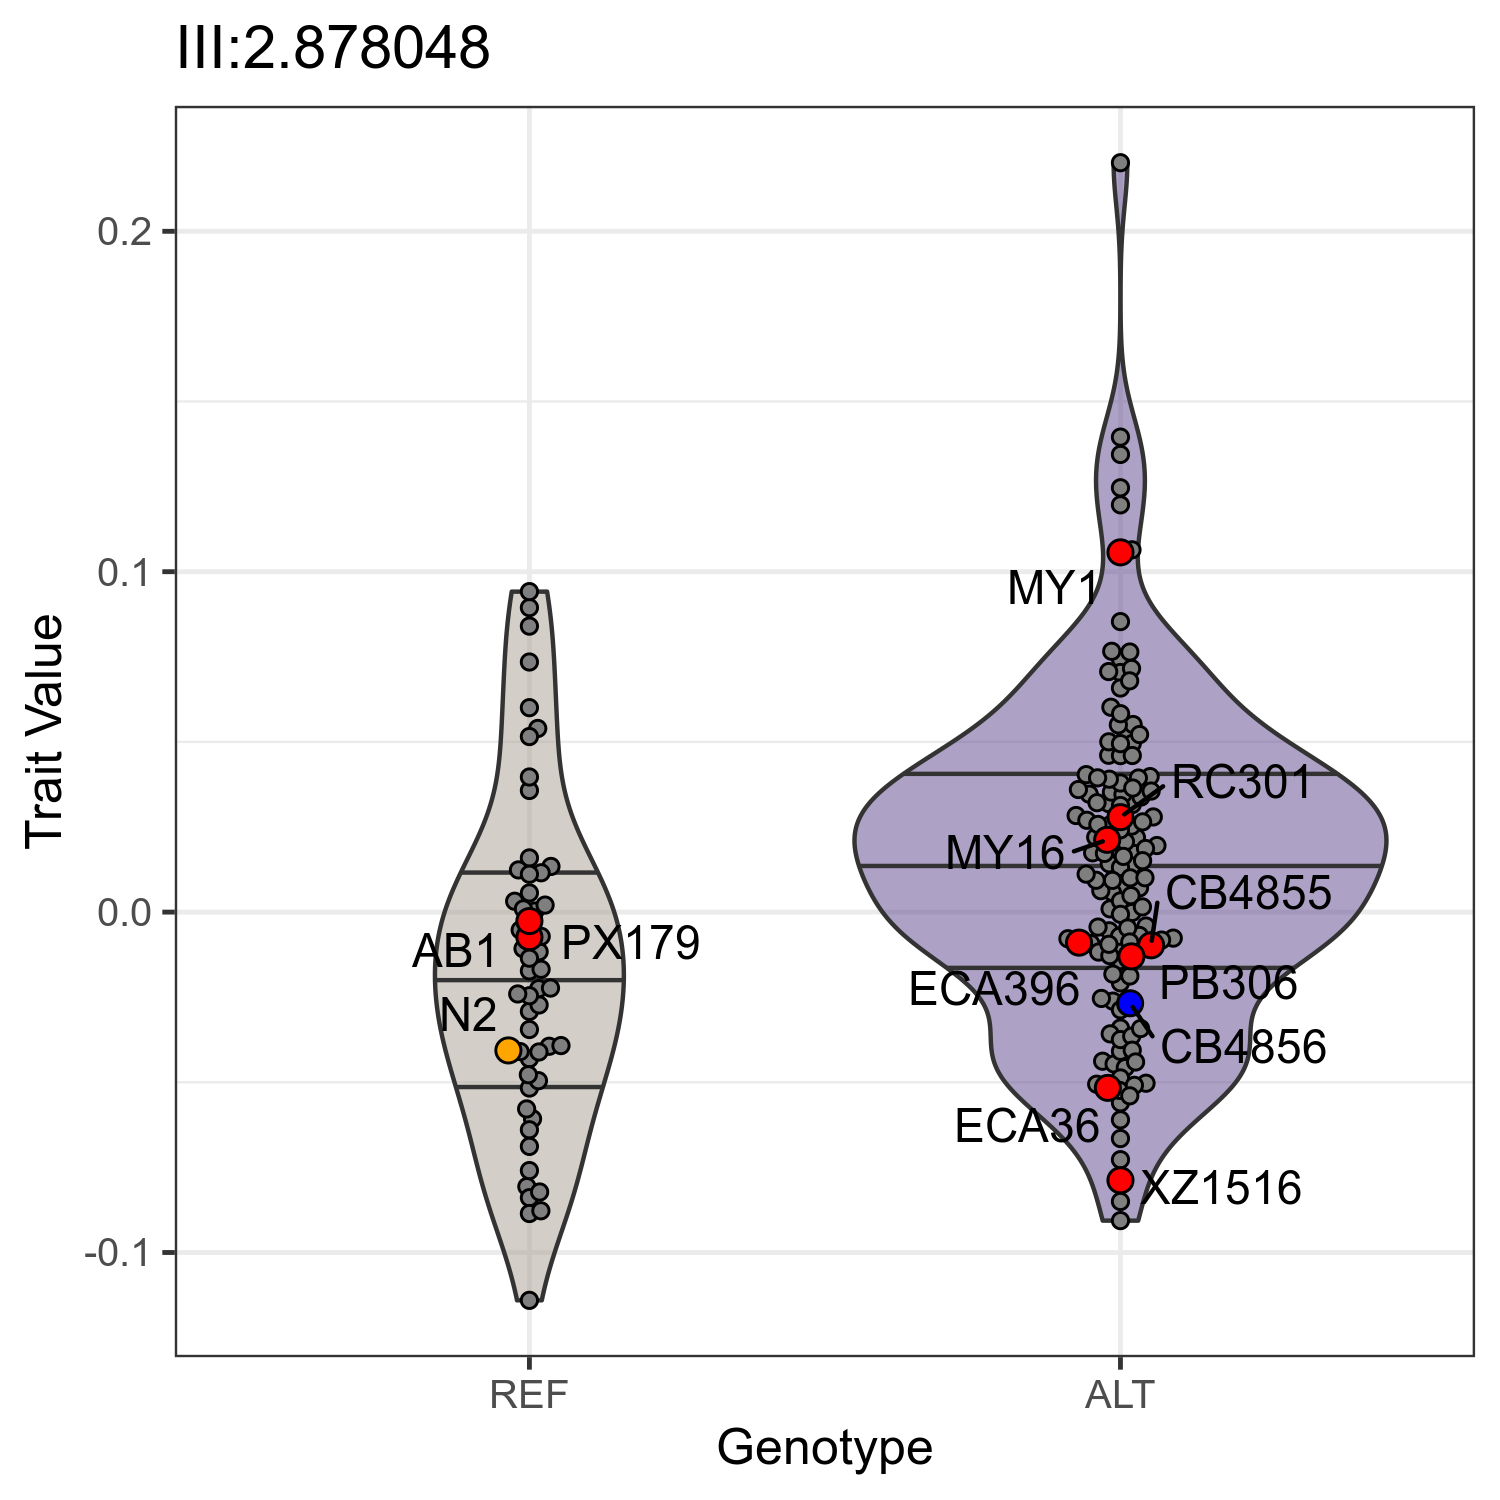 III:2.878048
Trait Value
0.2
0.1
0.0
-0.1
MY1
RC301
MY16
CB4855
AB1
PX179
ECA396
PB306
N2
CB4856
ECA36
XZ1516
REF
ALT
Genotype